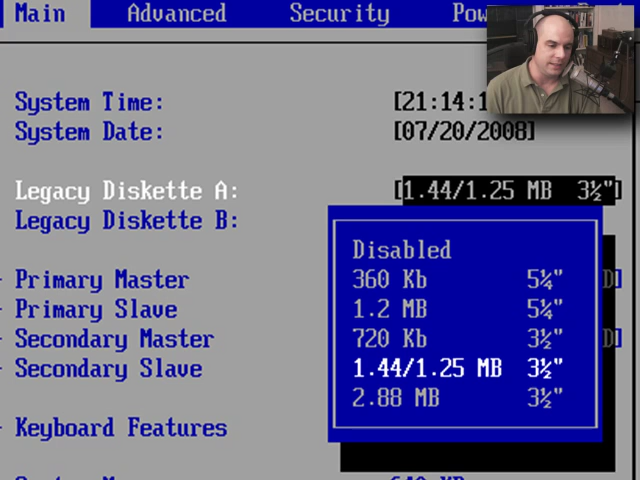 Main Advanced Security
System Time: [21:14:1
System Date: [07/20/2008]
Legacy Diskette A: [1.44/1.25 MB 3½"]
Legacy Diskette B:
Disabled
360 Kb 5¼"
1.2 MB 5¼"
720 Kb 3½"
1.44/1.25 MB 3½"
2.88 MB 3½"
Primary Master
Primary Slave
Secondary Master
Secondary Slave
Keyboard Features